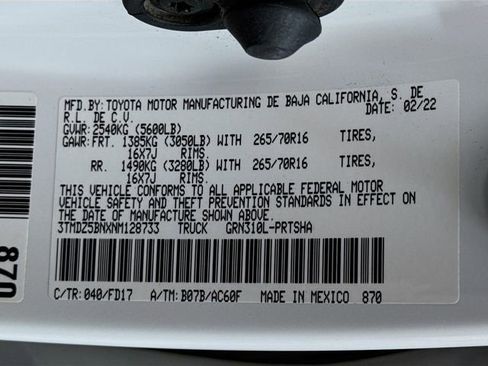 MFD.BY: TOYOTA MOTOR MANUFACTURING DE BAJA CALIFORNIA, S. DE
R.L. DE C.V. DATE: 02/22
GVWR: 2540KG (5600LB)
GAWR: FRT. 1385KG (3050LB) WITH 265/70R16 TIRES,
16X7J RIMS.
RR. 1490KG (3280LB) WITH 265/70R16 TIRES,
16X7J RIMS.
THIS VEHICLE CONFORMS TO ALL APPLICABLE FEDERAL MOTOR
VEHICLE SAFETY AND THEFT PREVENTION STANDARDS IN EFFECT
ON THE DATE OF MANUFACTURE SHOWN ABOVE.
3TMDZ5BNXNM128733 TRUCK GRN310L-PRTSHA
C/TR: 040/FD17 A/TM: B07B/AC60F MADE IN MEXICO 870
870